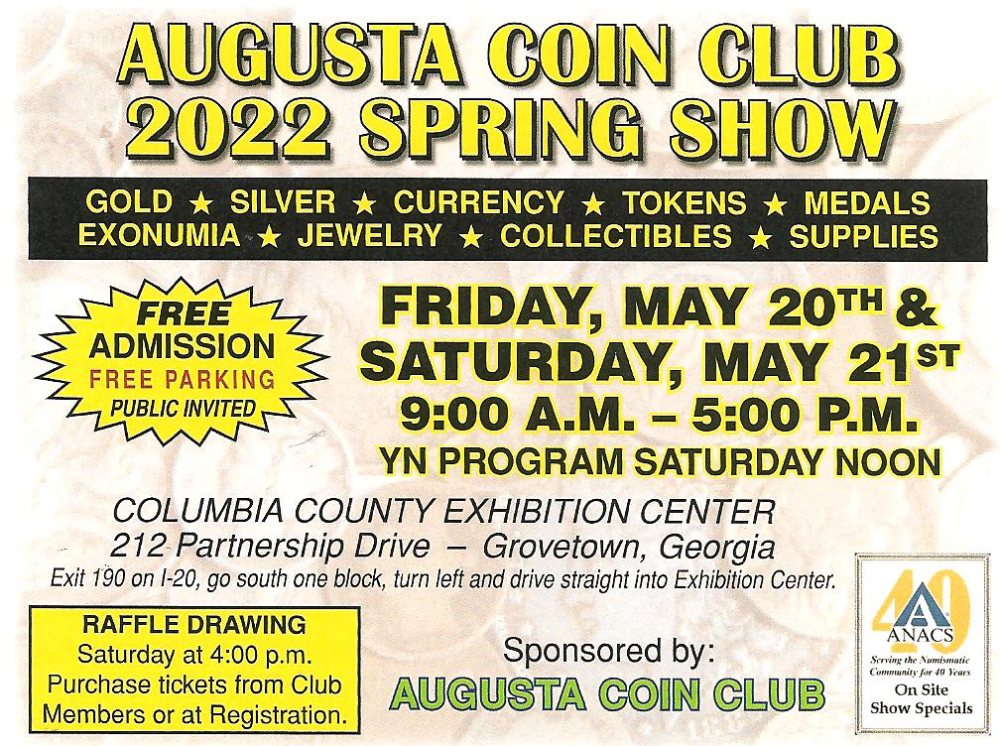 AUGUSTA COIN CLUB
2022 SPRING SHOW
GOLD ★ SILVER ★ CURRENCY ★ TOKENS ★ MEDALS
EXONUMIA ★ JEWELRY ★ COLLECTIBLES ★ SUPPLIES
FREE
ADMISSION
FREE PARKING
PUBLIC INVITED
FRIDAY, MAY 20TH &
SATURDAY, MAY 21ST
9:00 A.M. – 5:00 P.M.
YN PROGRAM SATURDAY NOON
COLUMBIA COUNTY EXHIBITION CENTER
212 Partnership Drive – Grovetown, Georgia
Exit 190 on I-20, go south one block, turn left and drive straight into Exhibition Center.
RAFFLE DRAWING
Saturday at 4:00 p.m.
Purchase tickets from Club
Members or at Registration.
Sponsored by:
AUGUSTA COIN CLUB
40
ANACS
Serving the Numismatic
Community for 40 Years
On Site
Show Specials